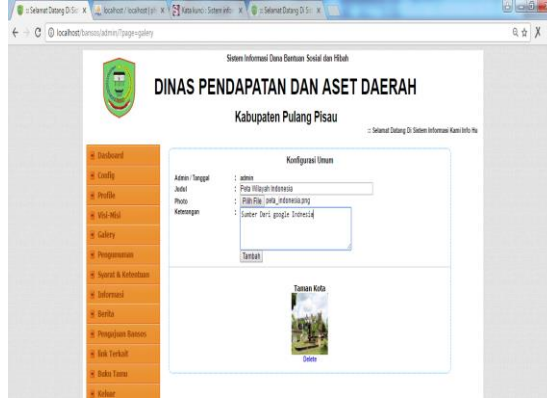 :: Selamat Datang Di Si
localhost / localhost | ph
Kata kunci : Sistem infor
:: Selamat Datang Di Si
localhost/bansos/admin/?page=galery
Sistem Informasi Dana Bantuan Sosial dan Hibah
DINAS PENDAPATAN DAN ASET DAERAH
Kabupaten Pulang Pisau
:: Selamat Datang Di Sistem Informasi Kami Info Hu
Dasboard
Config
Profile
Visi-Misi
Galery
Pengumuman
Syarat & Ketentuan
Informasi
Berita
Pengajuan Bansos
link Terkait
Buku Tamu
Keluar
Konfigurasi Umum
Admin / Tanggal : admin
Judul : Peta Wilayah Indonesia
Photo : Pilih File peta_indonesia.png
Keterangan : Sumber Dari google Indnesia
Tambah
Taman Kota
Delete